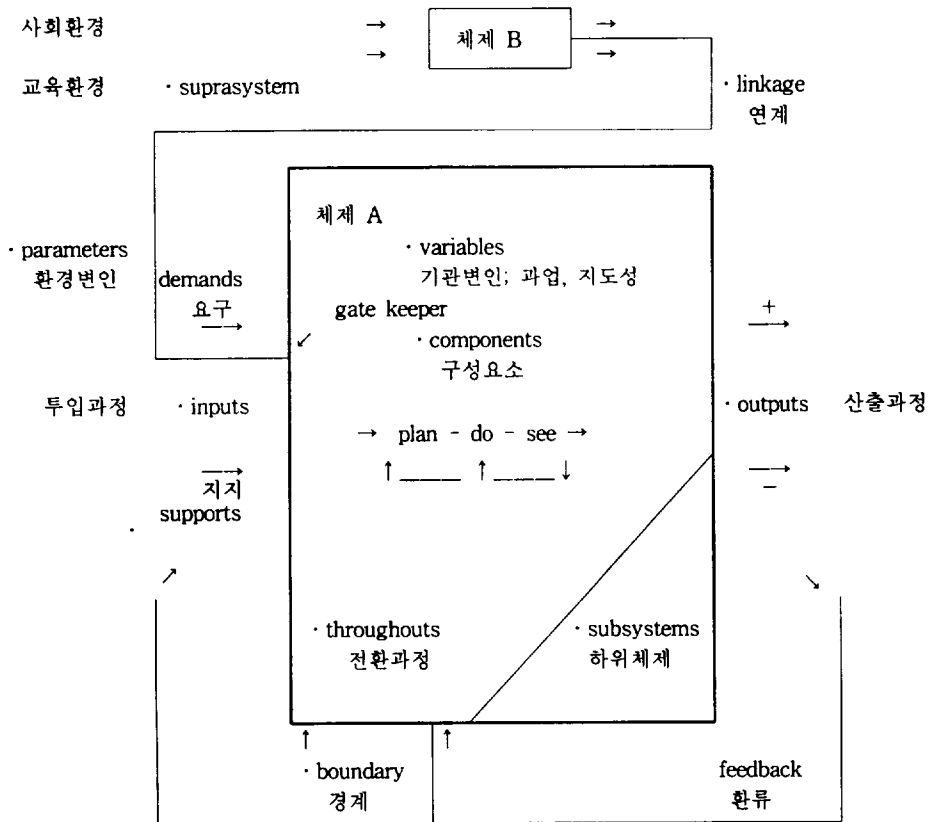 사회환경 → 체제 B →
→ →
교육환경 · suprasystem · linkage
연계
체제 A
· parameters · variables
환경변인 demands 기관변인; 과업, 지도성
요구 gate keeper +
→ ↙ · components →
구성요소
투입과정 · inputs · outputs 산출과정
→ plan - do - see →
→ ↑ ____ ↑ ____ ↓ →
지지 −
· supports
↗ ↘
· throughouts · subsystems
전환과정 하위체제
↑ ↑
· boundary feedback
경계 환류